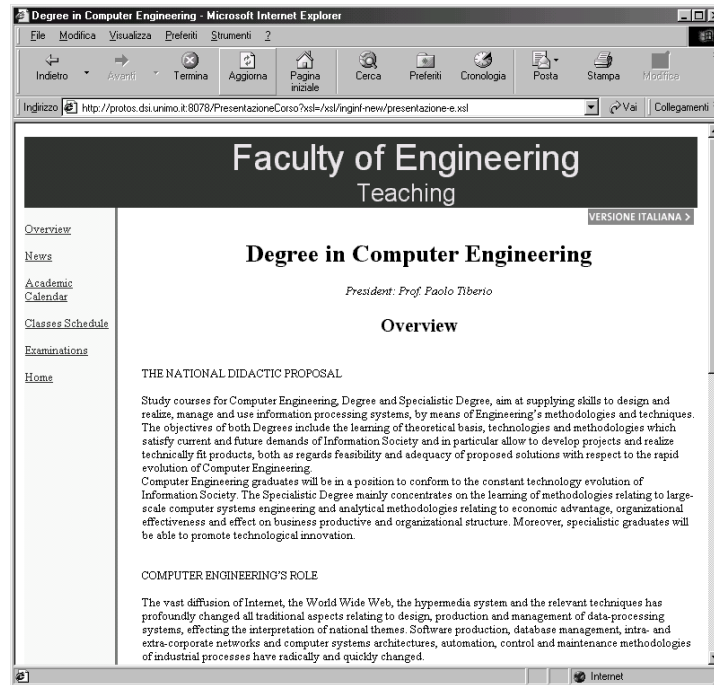 Degree in Computer Engineering - Microsoft Internet Explorer
File Modifica Visualizza Preferiti Strumenti ?
Indietro Avanti Termina Aggiorna Pagina iniziale Cerca Preferiti Cronologia Posta Stampa Modifica
Indirizzo http://protos.dsi.unimo.it:8078/PresentazioneCorso?xsl=/xsl/inginf-new/presentazione-e.xsl Vai Collegamenti
Faculty of Engineering
Teaching
VERSIONE ITALIANA >
Overview
News
Academic
Calendar
Classes Schedule
Examinations
Home
Degree in Computer Engineering
President: Prof. Paolo Tiberio
Overview
THE NATIONAL DIDACTIC PROPOSAL
Study courses for Computer Engineering, Degree and Specialistic Degree, aim at supplying skills to design and
realize, manage and use information processing systems, by means of Engineering's methodologies and techniques.
The objectives of both Degrees include the learning of theoretical basis, technologies and methodologies which
satisfy current and future demands of Information Society and in particular allow to develop projects and realize
technically fit products, both as regards feasibility and adequacy of proposed solutions with respect to the rapid
evolution of Computer Engineering.
Computer Engineering graduates will be in a position to conform to the constant technology evolution of
Information Society. The Specialistic Degree mainly concentrates on the learning of methodologies relating to large-
scale computer systems engineering and analytical methodologies relating to economic advantage, organizational
effectiveness and effect on business productive and organizational structure. Moreover, specialistic graduates will
be able to promote technological innovation.
COMPUTER ENGINEERING'S ROLE
The vast diffusion of Internet, the World Wide Web, the hypermedia system and the relevant techniques has
profoundly changed all traditional aspects relating to design, production and management of data-processing
systems, effecting the interpretation of national themes. Software production, database management, intra- and
extra-corporate networks and computer systems architectures, automation, control and maintenance methodologies
of industrial processes have radically and quickly changed.
Internet